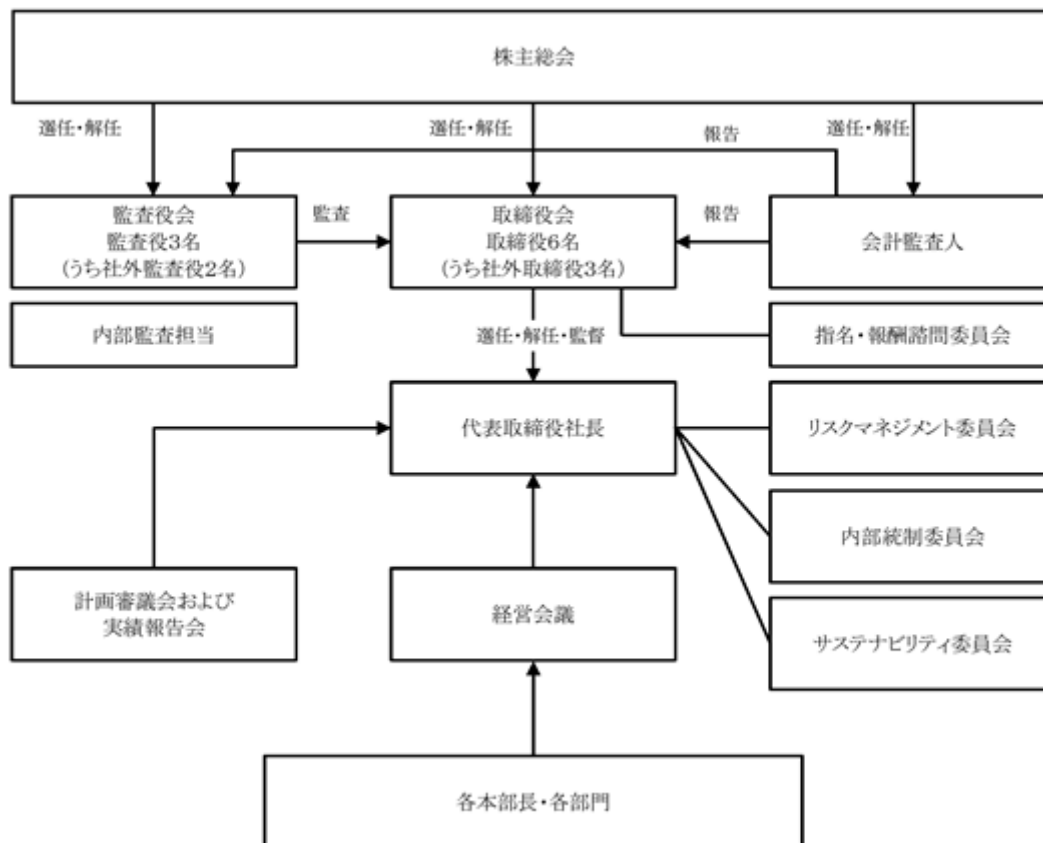 株主総会
選任・解任
選任・解任
選任・解任
報告
監査役会
監査役3名
(うち社外監査役2名)
監査
取締役会
取締役6名
(うち社外取締役3名)
報告
会計監査人
内部監査担当
選任・解任・監督
指名・報酬諮問委員会
代表取締役社長
リスクマネジメント委員会
内部統制委員会
計画審議会および
実績報告会
経営会議
サステナビリティ委員会
各本部長・各部門